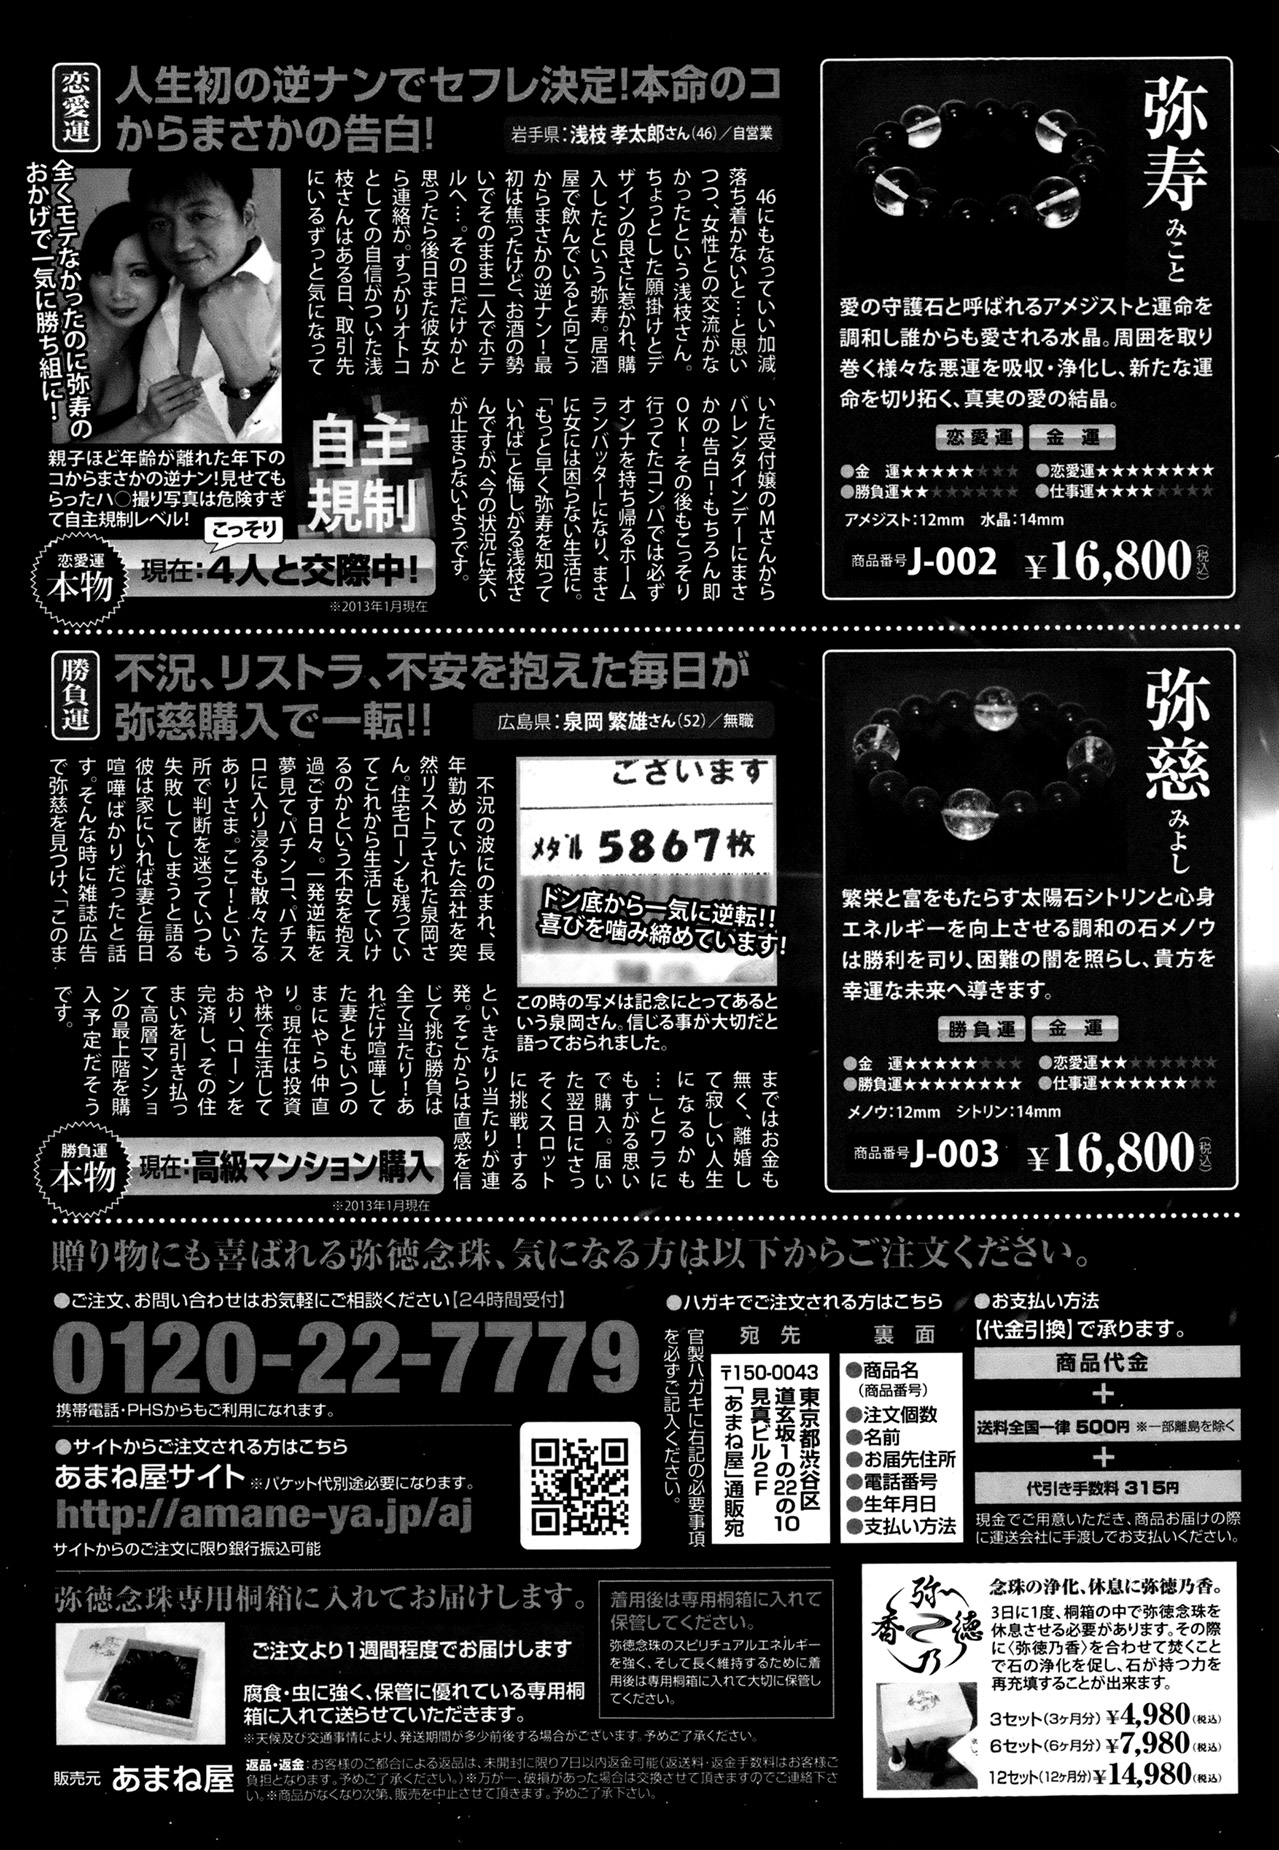 恋愛運
人生初の逆ナンでセフレ決定!本命のコ
からまさかの告白!
岩手県:浅枝 孝太郎さん(46)/自営業
全くモテなかったのに弥寿の
おかげで一気に勝ち組に!
46にもなっていい加減
落ち着かないと…と思い
つつ、女性との交流がな
かったという浅枝さん。
ちょっとした願掛けとデ
ザインの良さに惹かれ、購
入したという弥寿。居酒
屋で飲んでいると向こう
からまさかの逆ナン!最
初は焦ったけど、お酒の勢
いでそのまま二人でホテ
ルへ…。その日だけかと
思ったら後日また彼女か
ら連絡が。すっかりオトコ
としての自信がついた浅
枝さんはある日、取引先
にいるずっと気になって
いた受付嬢のMさんから
バレンタインデーにまさ
かの告白!もちろん即
OK!その後もこっそり
行ってたコンパでは必ず
オンナを持ち帰るホーム
ランバッターになり、まさ
に女には困らない生活に。
「もっと早く弥寿を知って
いれば」と悔しがる浅枝さ
んですが、今の状況に笑い
が止まらないようです。
親子ほど年齢が離れた年下の
コからまさかの逆ナン!見せても
らったハ○撮り写真は危険すぎ
て自主規制レベル!
自主
規制
恋愛運
本物
こっそり
現在:4人と交際中!
※2013年1月現在
弥寿
みこと
愛の守護石と呼ばれるアメジストと運命を
調和し誰からも愛される水晶。周囲を取り
巻く様々な悪運を吸収・浄化し、新たな運
命を切り拓く、真実の愛の結晶。
恋愛運 金運
●金 運★★★★★★★★ ●恋愛運★★★★★★★★
●勝負運★★★★★★★★ ●仕事運★★★★★★★★
アメジスト:12mm 水晶:14mm
商品番号 J-002 ¥16,800(税込)
勝負運
不況、リストラ、不安を抱えた毎日が
弥慈購入で一転!!
広島県:泉岡 繁雄さん(52)/無職
不況の波にのまれ、長
年勤めていた会社を突
然リストラされた泉岡さ
ん。住宅ローンも残ってい
てこれから生活していけ
るのかという不安を抱え
過ごす日々。一発逆転を
夢見てパチンコ、パチス
ロに入り浸るも散々たる
ありさま。ここ!という
所で判断を迷っていつも
失敗してしまうと語る
彼は家にいれば妻と毎日
喧嘩ばかりだったと話
す。そんな時に雑誌広告
で弥慈を見つけ、「このま
まではお金も
無く、離婚し
て寂しい人生
になるかも
…」とワラに
もすがる思い
で購入。届い
た翌日にさっ
そくスロット
に挑戦!する
といきなり当たりが連
発。そこからは直感を信
じて挑む勝負は
全て当たり!あ
れだけ喧嘩して
た妻ともいつの
まにやら仲直
り。現在は投資
や株で生活して
おり、ローンを
完済し、その住
まいを引き払っ
て高層マンショ
ンの最上階を購
入予定だそう
です。
ございます
メダル 5867枚
ドン底から一気に逆転!!
喜びを噛み締めています!
この時の写メは記念にとってあると
いう泉岡さん。信じる事が大切だと
語っておられました。
勝負運
本物
現在:高級マンション購入
※2013年1月現在
弥慈
みよし
繁栄と富をもたらす太陽石シトリンと心身
エネルギーを向上させる調和の石メノウ
は勝利を司り、困難の闇を照らし、貴方を
幸運な未来へ導きます。
勝負運 金運
●金 運★★★★★★★★ ●恋愛運★★★★★★★★
●勝負運★★★★★★★★ ●仕事運★★★★★★★★
メノウ:12mm シトリン:14mm
商品番号 J-003 ¥16,800(税込)
贈り物にも喜ばれる弥徳念珠、気になる方は以下からご注文ください。
●ご注文、お問い合わせはお気軽にご相談ください【24時間受付】
0120-22-7779
携帯電話・PHSからもご利用になれます。
●サイトからご注文される方はこちら
あまね屋サイト ※パケット代別途必要になります。
http://amane-ya.jp/aj
サイトからのご注文に限り銀行振込可能
●ハガキでご注文される方はこちら
官製ハガキに右記の必要事項
を必ずご記入ください。
宛先
〒150-0043
東京都渋谷区
道玄坂1の22の10
見真ビル2F
「あまね屋」通販宛
裏面
●商品名
(商品番号)
●注文個数
●名前
●お届先住所
●電話番号
●生年月日
●支払い方法
●お支払い方法
【代金引換】で承ります。
商品代金
+
送料全国一律 500円 ※一部離島を除く
+
代引き手数料 315円
現金でご用意いただき、商品お届けの際
に運送会社に手渡してお支払いください。
弥徳念珠専用桐箱に入れてお届けします。
ご注文より1週間程度でお届けします
腐食・虫に強く、保管に優れている専用桐
箱に入れて送らせていただきます。
※天候及び交通事情により、発送期間が多少前後する場合がございます。予めご了承ください。
着用後は専用桐箱に入れて
保管してください。
弥徳念珠のスピリチュアルエネルギー
を強く、そして長く維持するために着
用後は専用桐箱に入れて大切に保管し
てください。
販売元 あまね屋
返品・返金:お客様のご都合による返品は、未開封に限り7日以内返金可能(返送料・返金手数料はお客様ご
負担となります。予めご了承ください。)※万が一、破損があった場合は交換させて頂きますのでご連絡下さ
い。※商品がなくなり次第、販売を中止させて頂きます。予めご了承下さい。
弥徳乃香
念珠の浄化、休息に弥徳乃香。
3日に1度、桐箱の中で弥徳念珠を
休息させる必要があります。その際
に〈弥徳乃香〉を合わせて焚くこと
で石の浄化を促し、石が持つ力を
再充填することが出来ます。
3セット(3ヶ月分)¥4,980(税込)
6セット(6ヶ月分)¥7,980(税込)
12セット(12ヶ月分)¥14,980(税込)